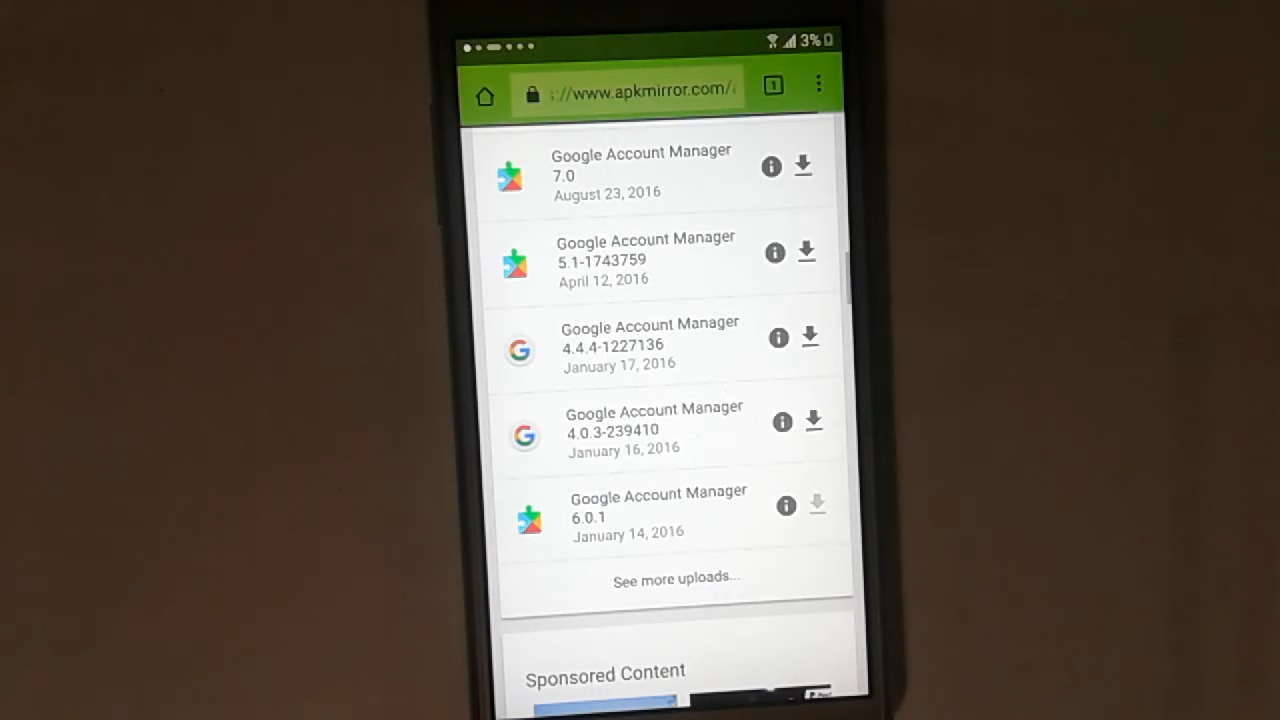 3%
://www.apkmirror.com/
1
Google Account Manager
7.0
August 23, 2016
Google Account Manager
5.1-1743759
April 12, 2016
Google Account Manager
4.4.4-1227136
January 17, 2016
Google Account Manager
4.0.3-239410
January 16, 2016
Google Account Manager
6.0.1
January 14, 2016
See more uploads...
Sponsored Content